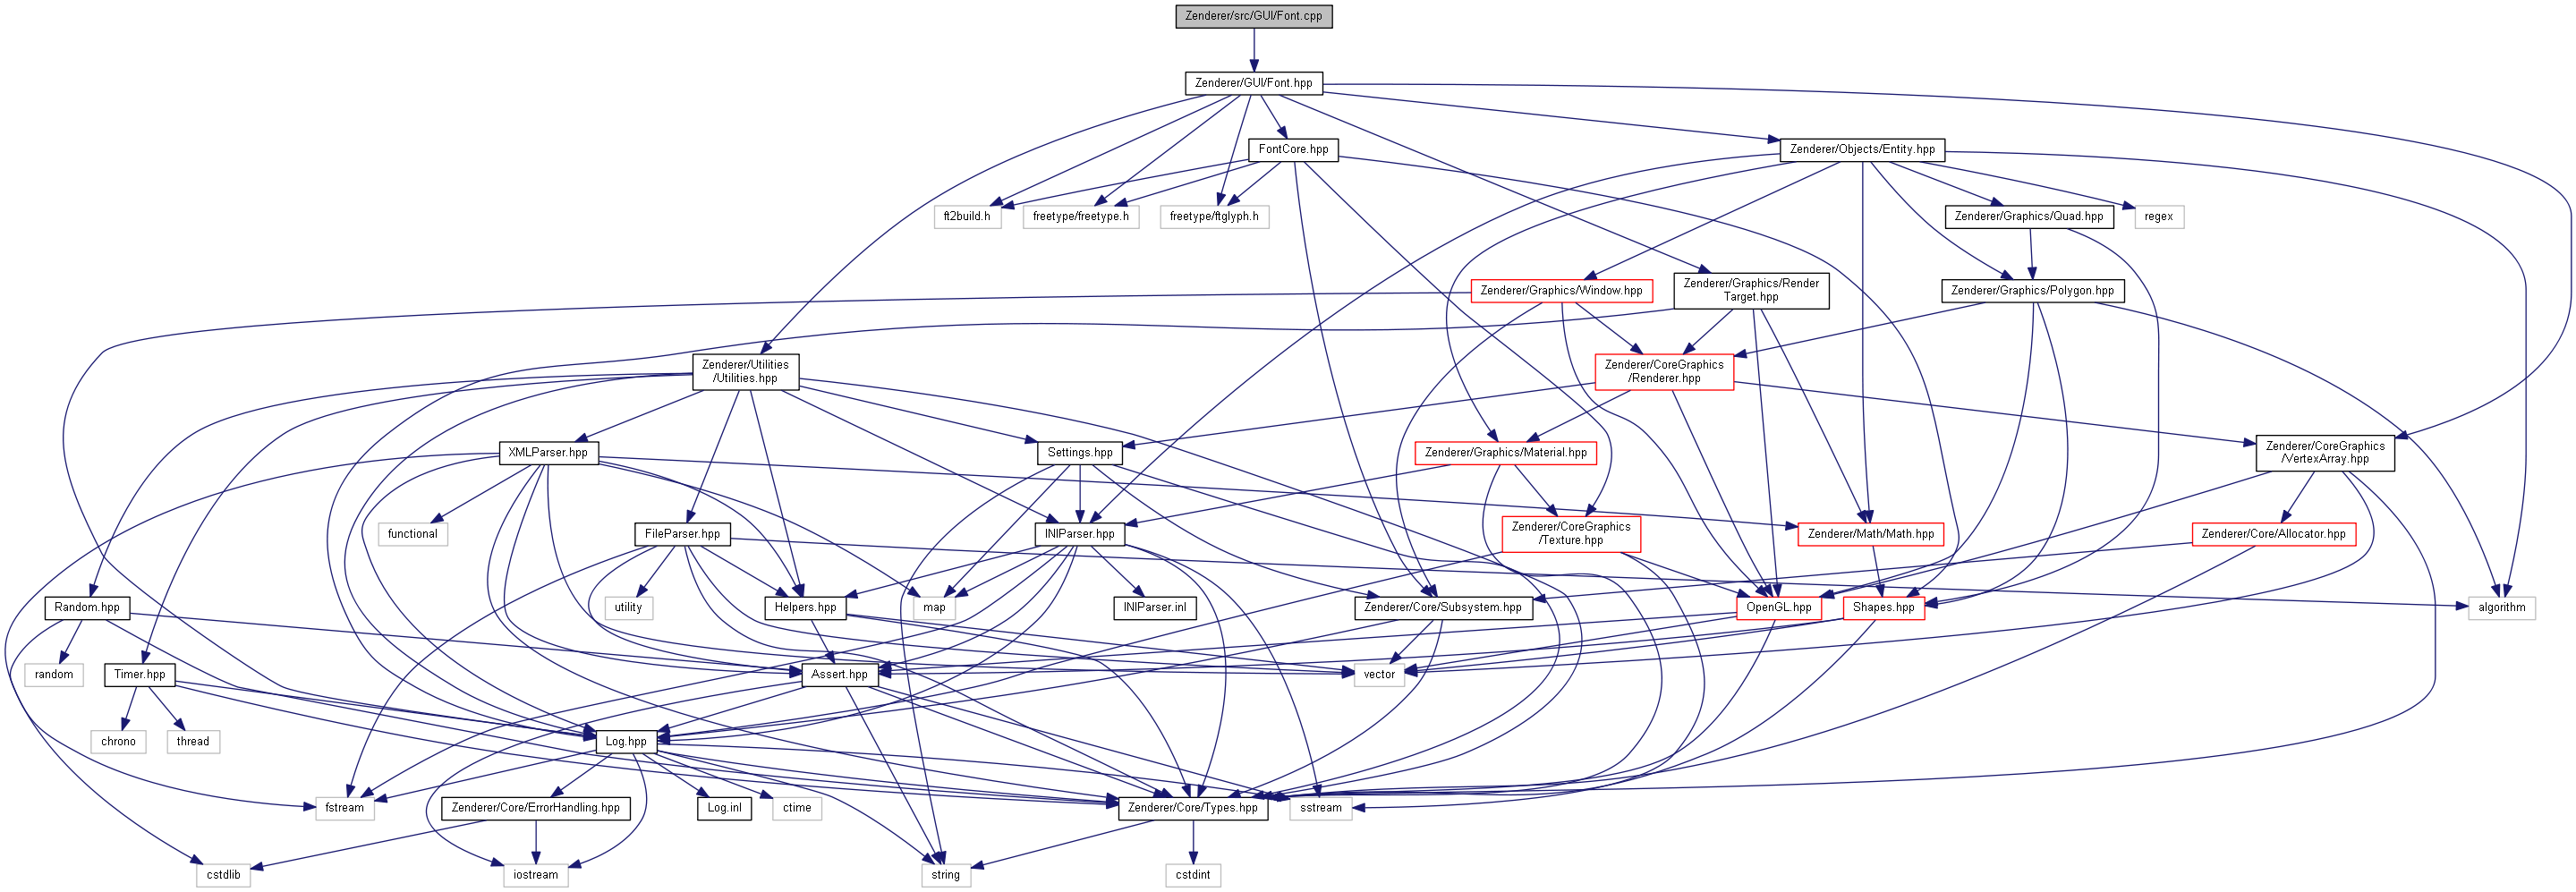 Zenderer/src/GUI/Font.cpp
Zenderer/GUI/Font.hpp
FontCore.hpp
Zenderer/Objects/Entity.hpp
ft2build.h
freetype/freetype.h
freetype/ftglyph.h
Zenderer/Graphics/Quad.hpp
regex
Zenderer/Graphics/Window.hpp
Zenderer/Graphics/Render
Target.hpp
Zenderer/Graphics/Polygon.hpp
Zenderer/Utilities
/Utilities.hpp
Zenderer/CoreGraphics
/Renderer.hpp
XMLParser.hpp
Settings.hpp
Zenderer/Graphics/Material.hpp
Zenderer/CoreGraphics
/VertexArray.hpp
functional
FileParser.hpp
INIParser.hpp
Zenderer/CoreGraphics
/Texture.hpp
Zenderer/Math/Math.hpp
Zenderer/Core/Allocator.hpp
Random.hpp
utility
Helpers.hpp
map
INIParser.inl
Zenderer/Core/Subsystem.hpp
OpenGL.hpp
Shapes.hpp
algorithm
random
Timer.hpp
Assert.hpp
vector
chrono
thread
Log.hpp
fstream
Zenderer/Core/ErrorHandling.hpp
Log.inl
ctime
Zenderer/Core/Types.hpp
sstream
cstdlib
iostream
string
cstdint